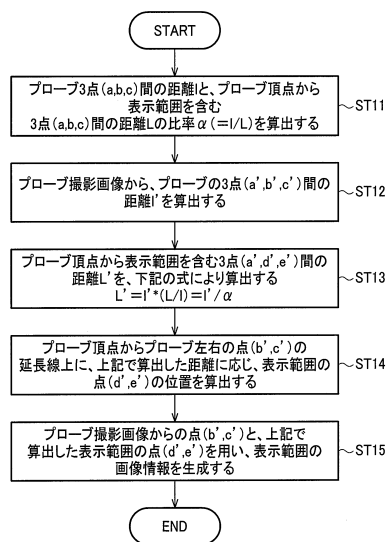 START
プローブ3点(a,b,c)間の距離lと、プローブ頂点から
表示範囲を含む
3点(a,b,c)間の距離Lの比率α(=l/L)を算出する
ST11
プローブ撮影画像から、プローブの3点(a',b',c')間の
距離l'を算出する
ST12
プローブ頂点から表示範囲を含む3点(a',d',e')間の
距離L'を、下記の式により算出する
L'=l'*(L/l)=l'/α
ST13
プローブ頂点からプローブ左右の点(b',c')の
延長線上に、上記で算出した距離に応じ、表示範囲の
点(d',e')の位置を算出する
ST14
プローブ撮影画像からの点(b',c')と、上記で
算出した表示範囲の点(d',e')を用い、表示範囲の
画像情報を生成する
ST15
END